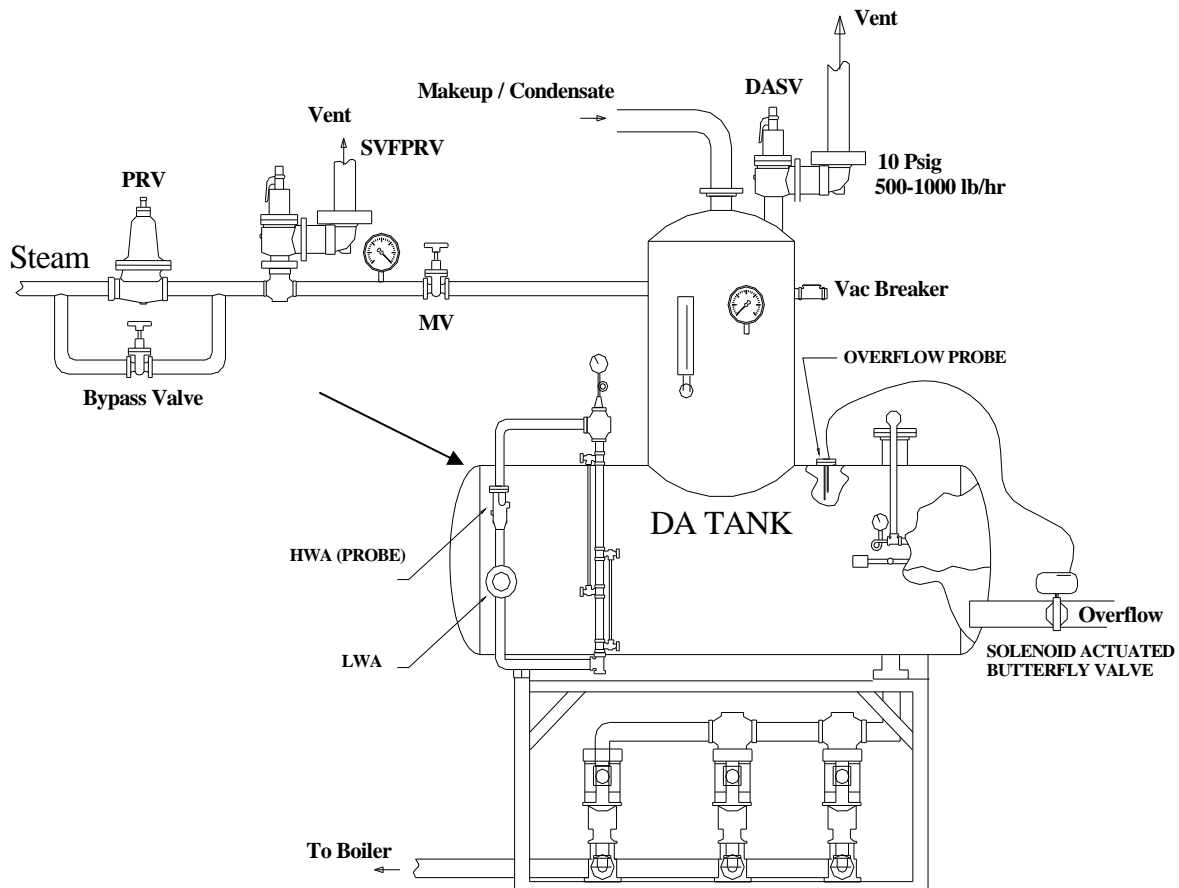 Vent
Makeup / Condensate
DASV
Vent
SVFPRV
10 Psig
500-1000 lb/hr
PRV
Steam
Vac Breaker
MV
OVERFLOW PROBE
Bypass Valve
DA TANK
HWA (PROBE)
Overflow
LWA
SOLENOID ACTUATED
BUTTERFLY VALVE
To Boiler